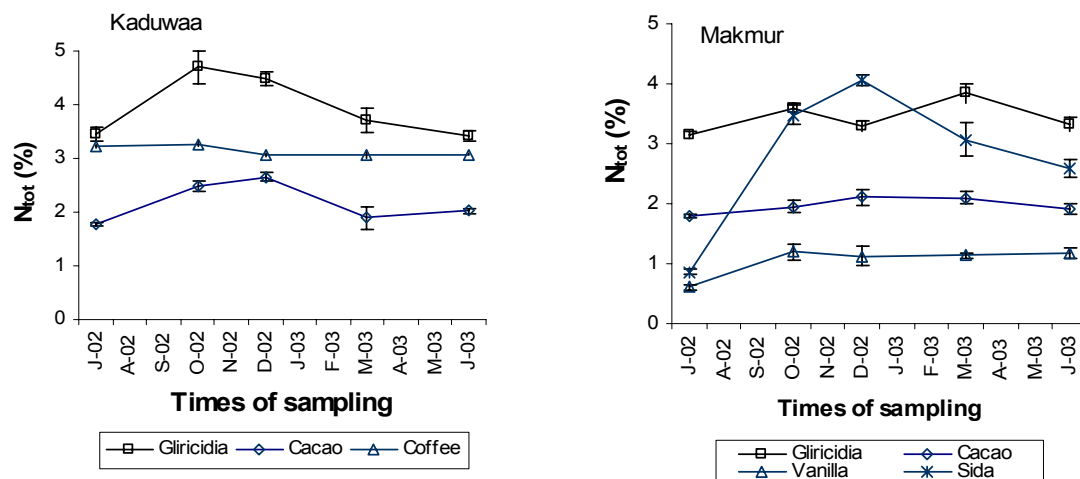 Kaduwaa
5
4
3
2
1
0
Ntot (%)
J-02
A-02
S-02
O-02
N-02
D-02
J-03
F-03
M-03
A-03
M-03
J-03
Times of sampling
Gliricidia Cacao Coffee
Makmur
5
4
3
2
1
0
Ntot (%)
J-02
A-02
S-02
O-02
N-02
D-02
J-03
F-03
M-03
A-03
M-03
J-03
Times of sampling
Gliricidia Cacao
Vanilla Sida